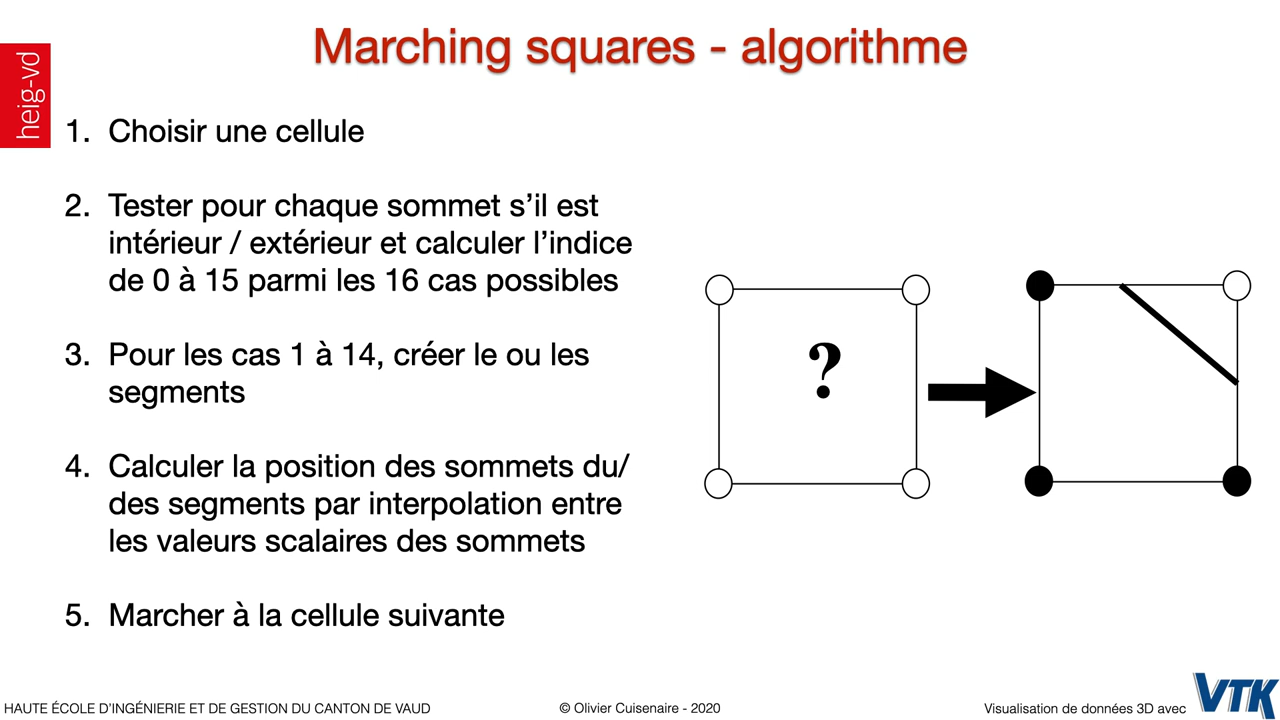 Marching squares - algorithme
heig-vd
1. Choisir une cellule
2. Tester pour chaque sommet s’il est
intérieur / extérieur et calculer l’indice
de 0 à 15 parmi les 16 cas possibles
3. Pour les cas 1 à 14, créer le ou les
segments
4. Calculer la position des sommets du/
des segments par interpolation entre
les valeurs scalaires des sommets
5. Marcher à la cellule suivante
?
HAUTE ÉCOLE D'INGÉNIERIE ET DE GESTION DU CANTON DE VAUD
© Olivier Cuisenaire - 2020
Visualisation de données 3D avec
VTK